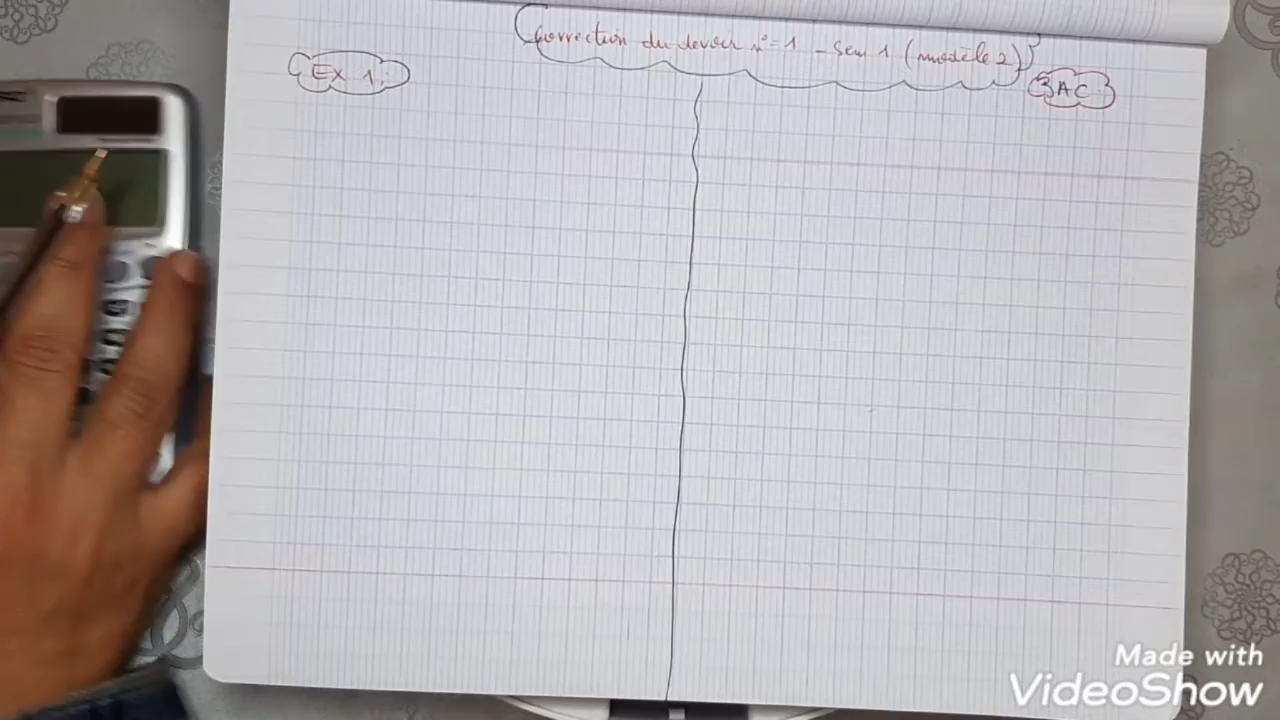 Correction du devoir n°=1 - Sem 1 (modèle 2)
Ex 1:
3AC
Made with
VideoShow